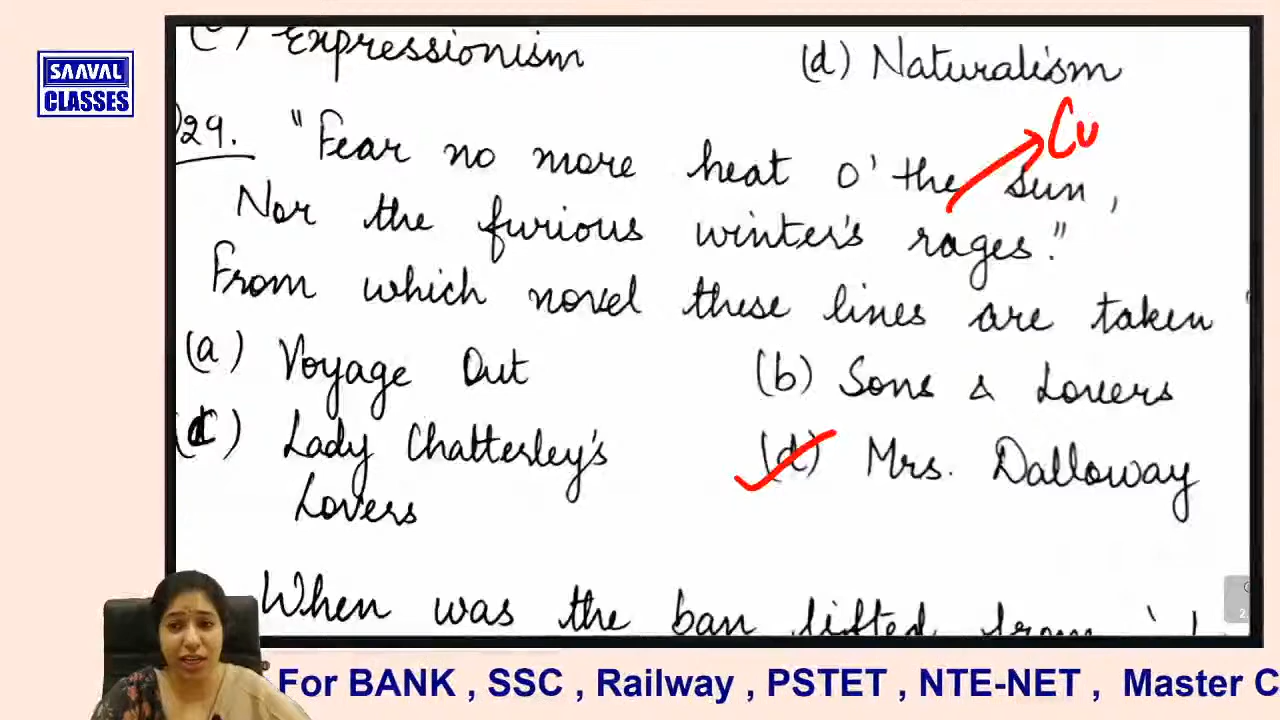 SAAVAL
CLASSES
(c) Expressionism
(d) Naturalism
Cu
29. "Fear no more heat o' the sun,
Nor the furious winter's rages."
From which novel these lines are taken
(a) Voyage Out
(b) Sons & Lovers
(c) Lady Chatterley's
Lovers
(d) Mrs. Dalloway
When was the ban lifted from
For BANK , SSC , Railway , PSTET , NTE-NET , Master C